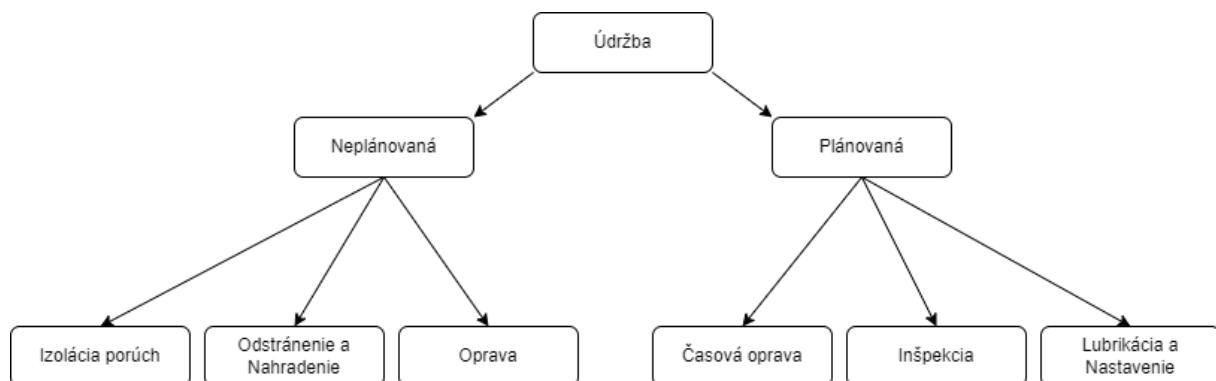 Údržba
Neplánovaná
Plánovaná
Izolácia porúch
Odstránenie a
Nahradenie
Oprava
Časová oprava
Inšpekcia
Lubrikácia a
Nastavenie